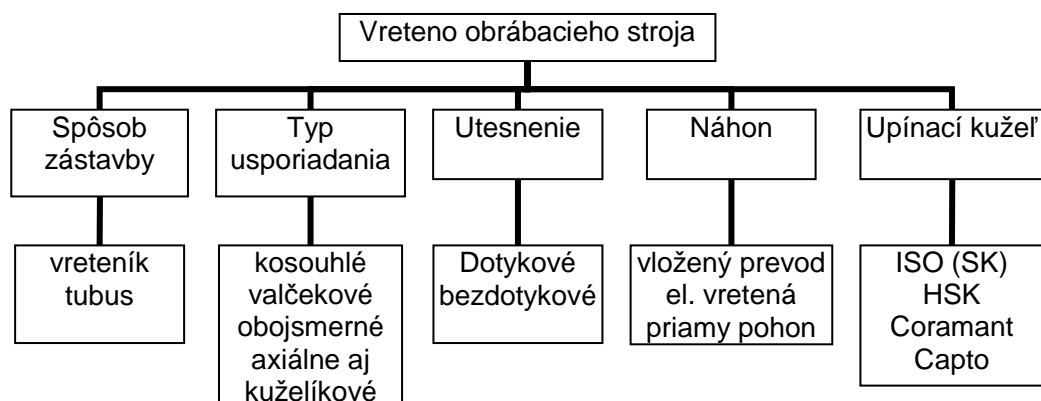 Vreteno obrábacieho stroja
Spôsob
zástavby
Typ
usporiadania
Utesnenie
Náhon
Upínací kužeľ
vreteník
tubus
kosouhlé
valčekové
obojsmerné
axiálne aj
kuželíkové
Dotykové
bezdotykové
vložený prevod
el. vretená
priamy pohon
ISO (SK)
HSK
Coramant
Capto